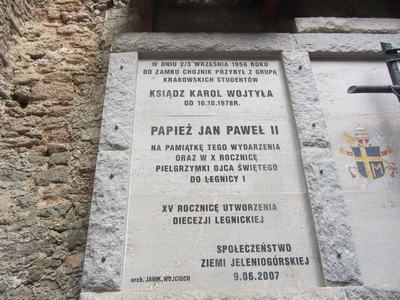 W DNIU 2/3 WRZEŚNIA 1956 ROKU
DO ZAMKU CHOJNIK PRZYBYŁ Z GRUPĄ
KRAKOWSKICH STUDENTÓW
KSIĄDZ KAROL WOJTYŁA
OD 16.10.1978R.
PAPIEŻ JAN PAWEŁ II
NA PAMIĄTKĘ TEGO WYDARZENIA
ORAZ W X ROCZNICĘ
PIELGRZYMKI OJCA ŚWIĘTEGO
DO LEGNICY I
XV ROCZNICĘ UTWORZENIA
DIECEZJI LEGNICKIEJ
SPOŁECZEŃSTWO
ZIEMI JELENIOGÓRSKIEJ
9.06.2007
arch. JANIK WOJCIECH
M